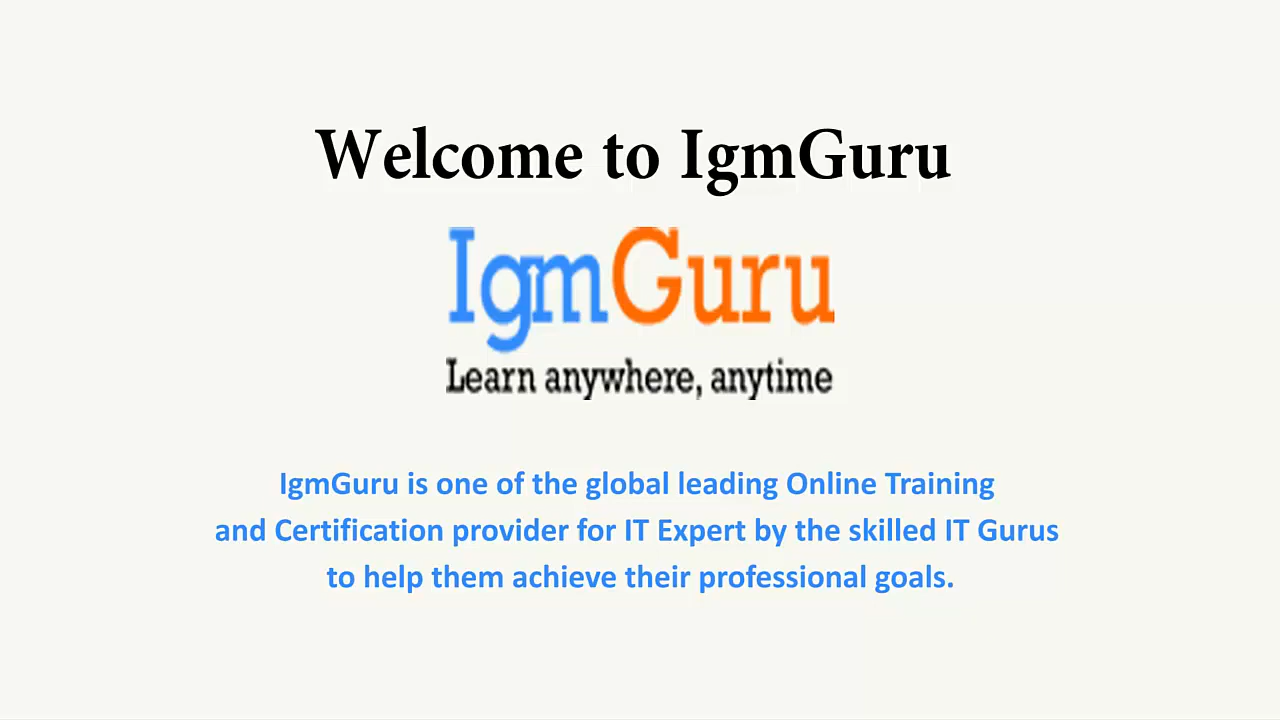 Welcome to IgmGuru
IgmGuru
Learn anywhere, anytime
IgmGuru is one of the global leading Online Training
and Certification provider for IT Expert by the skilled IT Gurus
to help them achieve their professional goals.